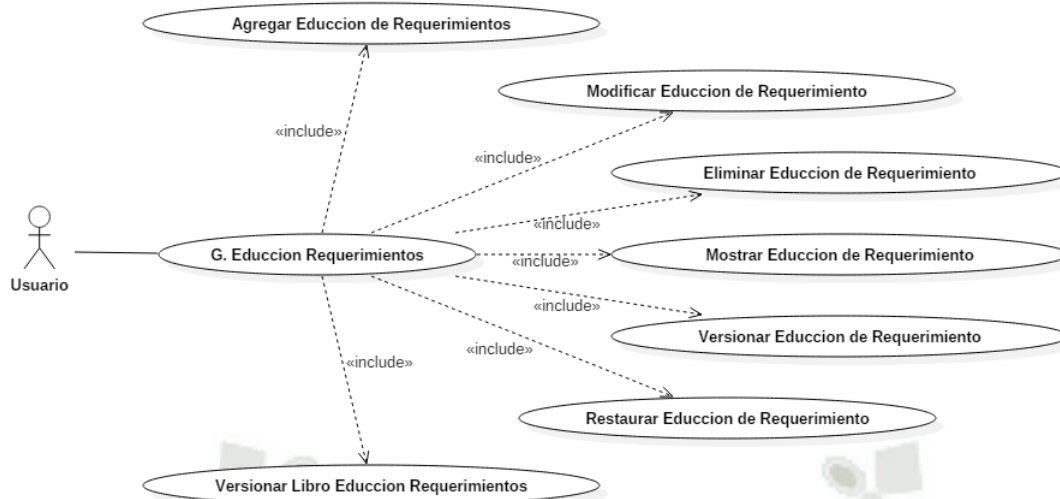 Agregar Educcion de Requerimientos
Modificar Educcion de Requerimiento
«include»
«include»
Eliminar Educcion de Requerimiento
«include»
G. Educcion Requerimientos
«include»
Mostrar Educcion de Requerimiento
Usuario
«include»
Versionar Educcion de Requerimiento
«include»
«include»
Restaurar Educcion de Requerimiento
Versionar Libro Educcion Requerimientos